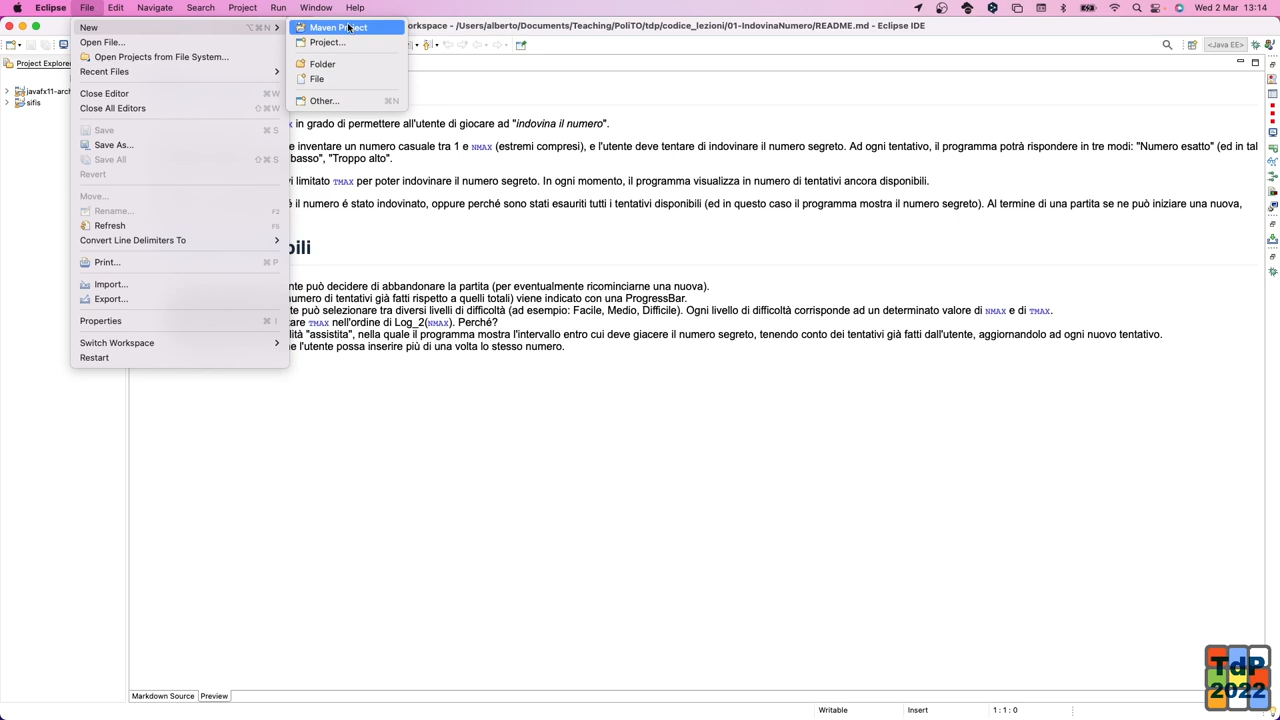 Eclipse File Edit Navigate Search Project Run Window Help Wed 2 Mar 13:14
orkspace - /Users/alberto/Documents/Teaching/PoliTO/tdp/codice_lezioni/01-IndovinaNumero/README.md - Eclipse IDE
<Java EE>
Project Explorer
javafx11-arch
sifis
New ⌥⌘N >
Open File...
Open Projects from File System...
Recent Files >
Close Editor ⌘W
Close All Editors ⇧⌘W
Save ⌘S
Save As...
Save All ⇧⌘S
Revert
Move...
Rename... F2
Refresh F5
Convert Line Delimiters To >
Print... ⌘P
Import...
Export...
Properties ⌘I
Switch Workspace >
Restart
Maven Project
Project...
Folder
File
Other... ⌘N
x in grado di permettere all'utente di giocare ad "indovina il numero".
e inventare un numero casuale tra 1 e NMAX (estremi compresi), e l'utente deve tentare di indovinare il numero segreto. Ad ogni tentativo, il programma potrà rispondere in tre modi: "Numero esatto" (ed in tal
basso", "Troppo alto".
vi limitato TMAX per poter indovinare il numero segreto. In ogni momento, il programma visualizza in numero di tentativi ancora disponibili.
é il numero é stato indovinato, oppure perché sono stati esauriti tutti i tentativi disponibili (ed in questo caso il programma mostra il numero segreto). Al termine di una partita se ne può iniziare una nuova,
bili
nte può decidere di abbandonare la partita (per eventualmente ricominciarne una nuova).
numero di tentativi già fatti rispetto a quelli totali) viene indicato con una ProgressBar.
te può selezionare tra diversi livelli di difficoltà (ad esempio: Facile, Medio, Difficile). Ogni livello di difficoltà corrisponde ad un determinato valore di NMAX e di TMAX.
tare TMAX nell'ordine di Log_2(NMAX). Perché?
lità "assistita", nella quale il programma mostra l'intervallo entro cui deve giacere il numero segreto, tenendo conto dei tentativi già fatti dall'utente, aggiornandolo ad ogni nuovo tentativo.
e l'utente possa inserire più di una volta lo stesso numero.
Markdown Source Preview
Writable Insert 1 : 1 : 0
TdP
2022